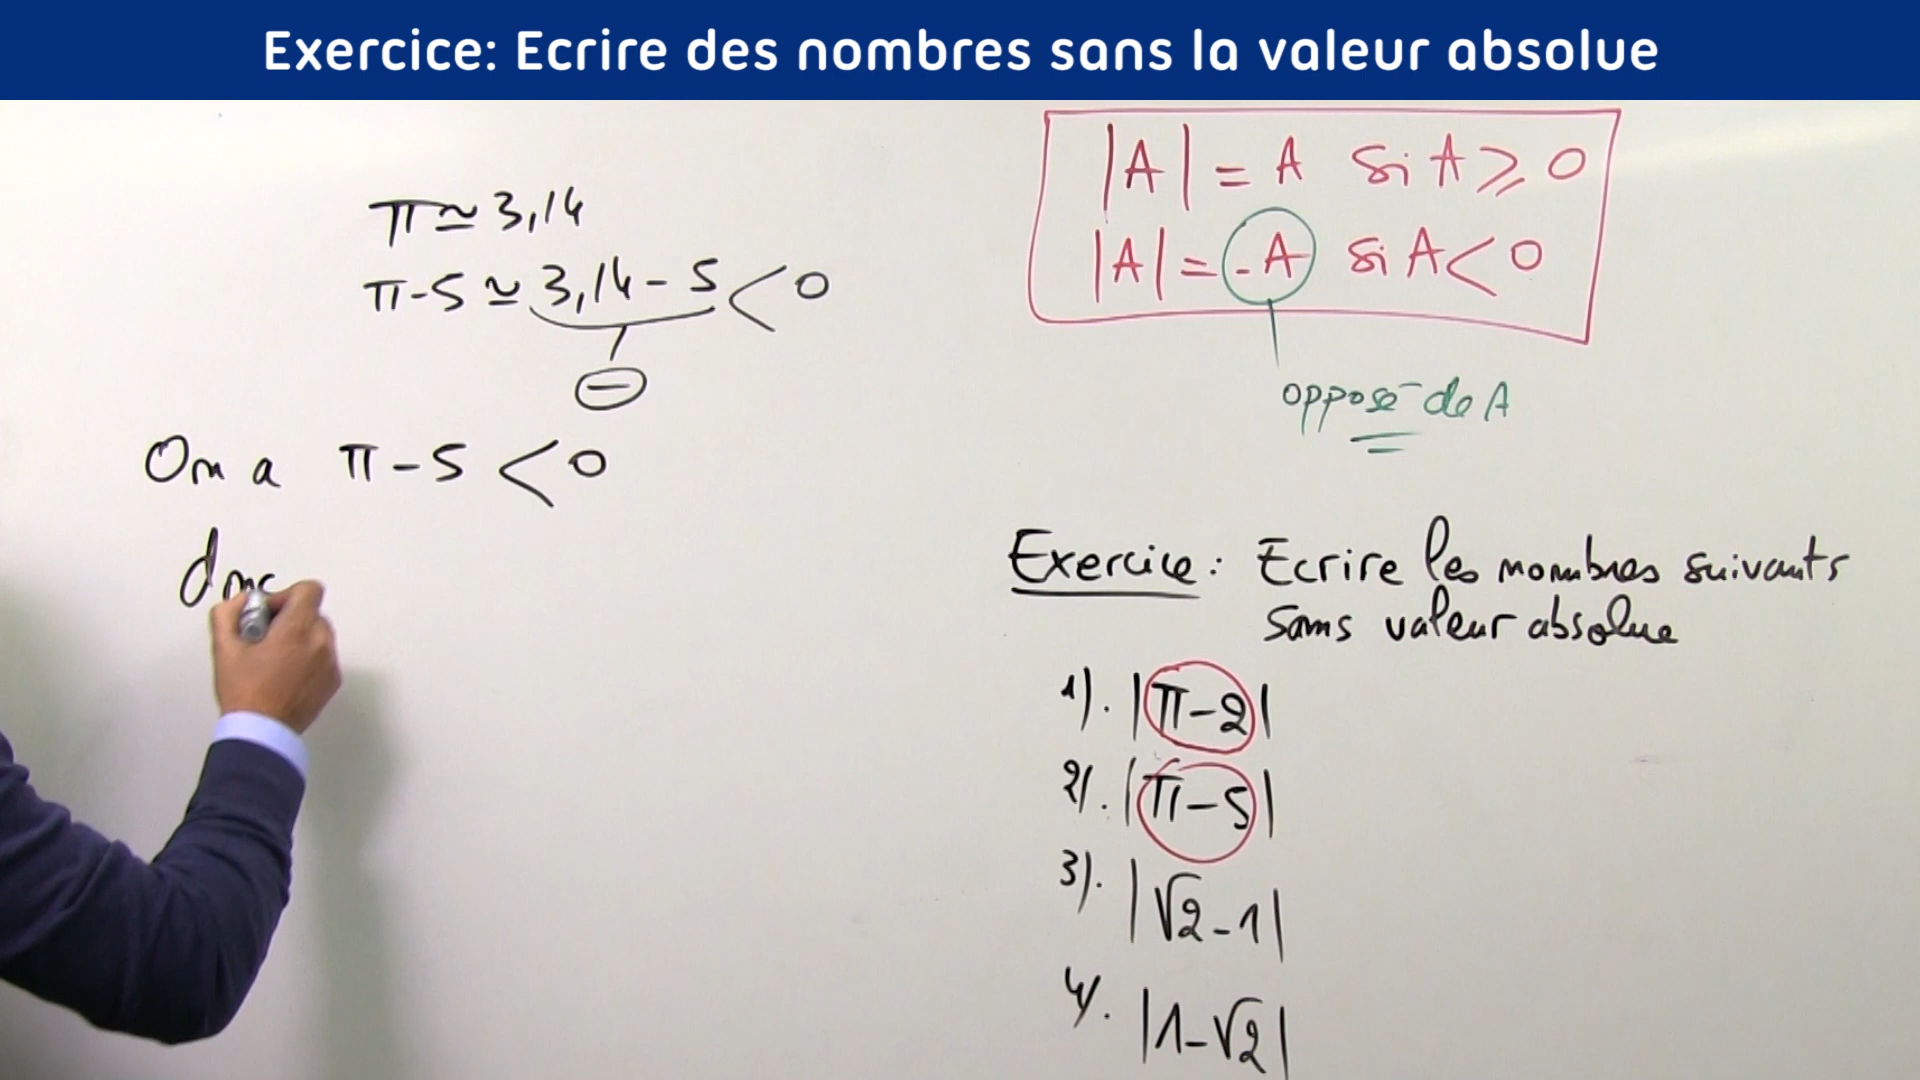 Exercice: Ecrire des nombres sans la valeur absolue
π ≃ 3,14
π-5 ≃ 3,14-5 < 0
-
On a π-5 < 0
donc
|A| = A si A ⩾ 0
|A| = -A si A < 0
opposé de A
Exercice : Ecrire les nombres suivants
sans valeur absolue
1). |π-2|
2). |π-5|
3). |√2-1|
4). |1-√2|